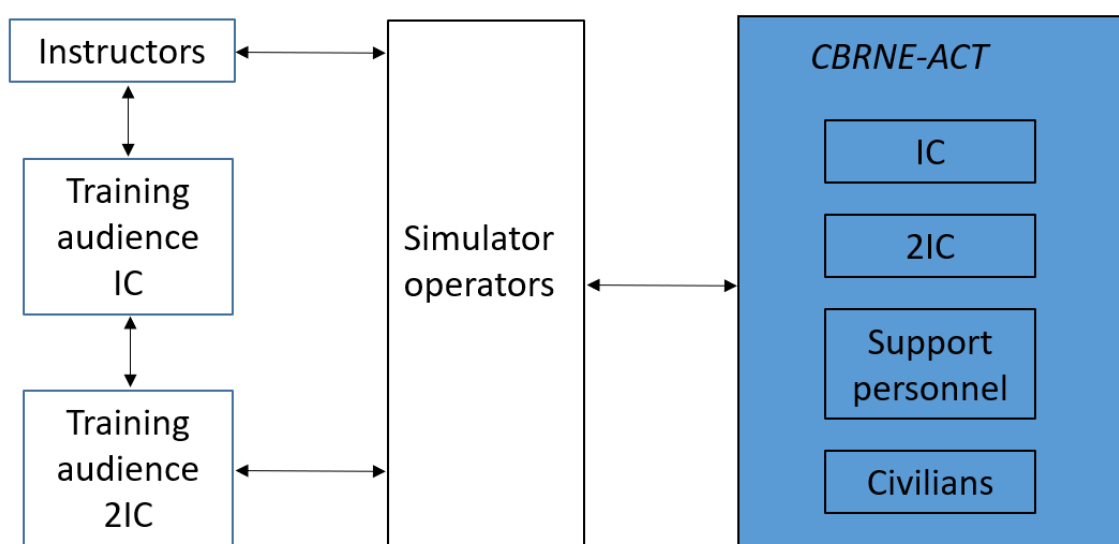 Instructors
Training
audience
IC
Training
audience
2IC
Simulator
operators
CBRNE-ACT
IC
2IC
Support
personnel
Civilians